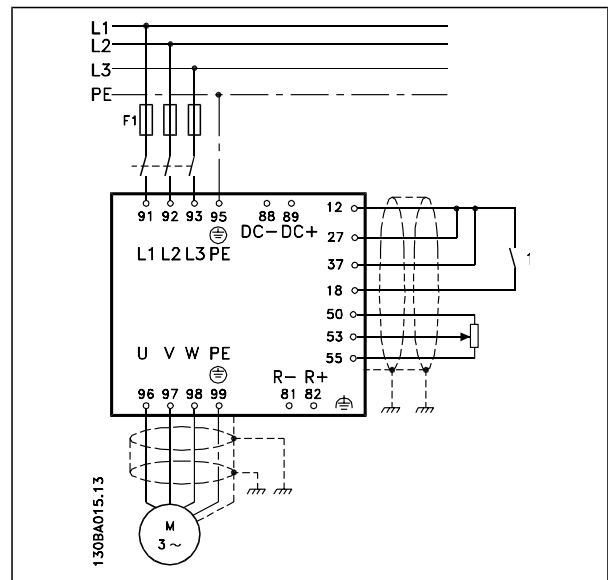 L1
L2
L3
PE
F1
91 92 93 95 88 89 12
DC- DC+
27
L1 L2 L3 PE
37
18
1
50
53
U V W PE
55
R- R+
96 97 98 99 81 82
M
3 ~
130BA015.13